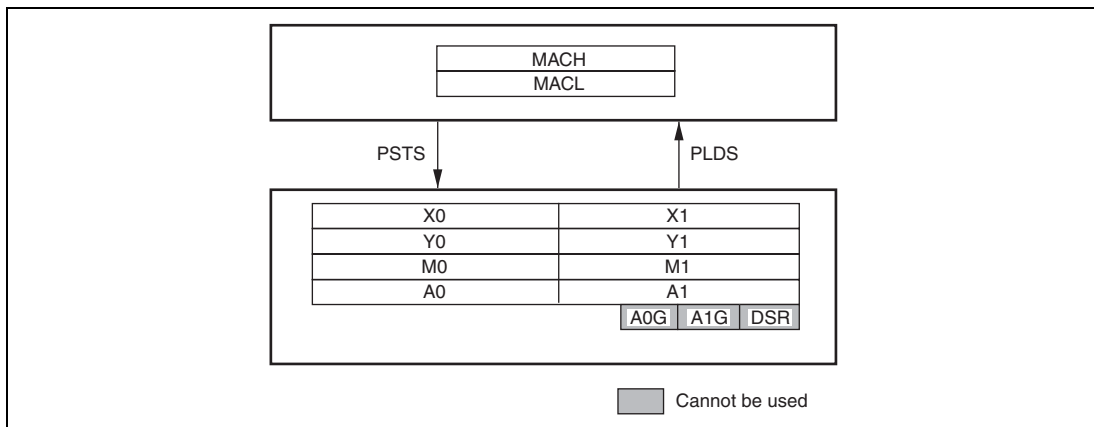 MACH
MACL
PSTS
PLDS
X0 X1
Y0 Y1
M0 M1
A0 A1
A0G A1G DSR
Cannot be used